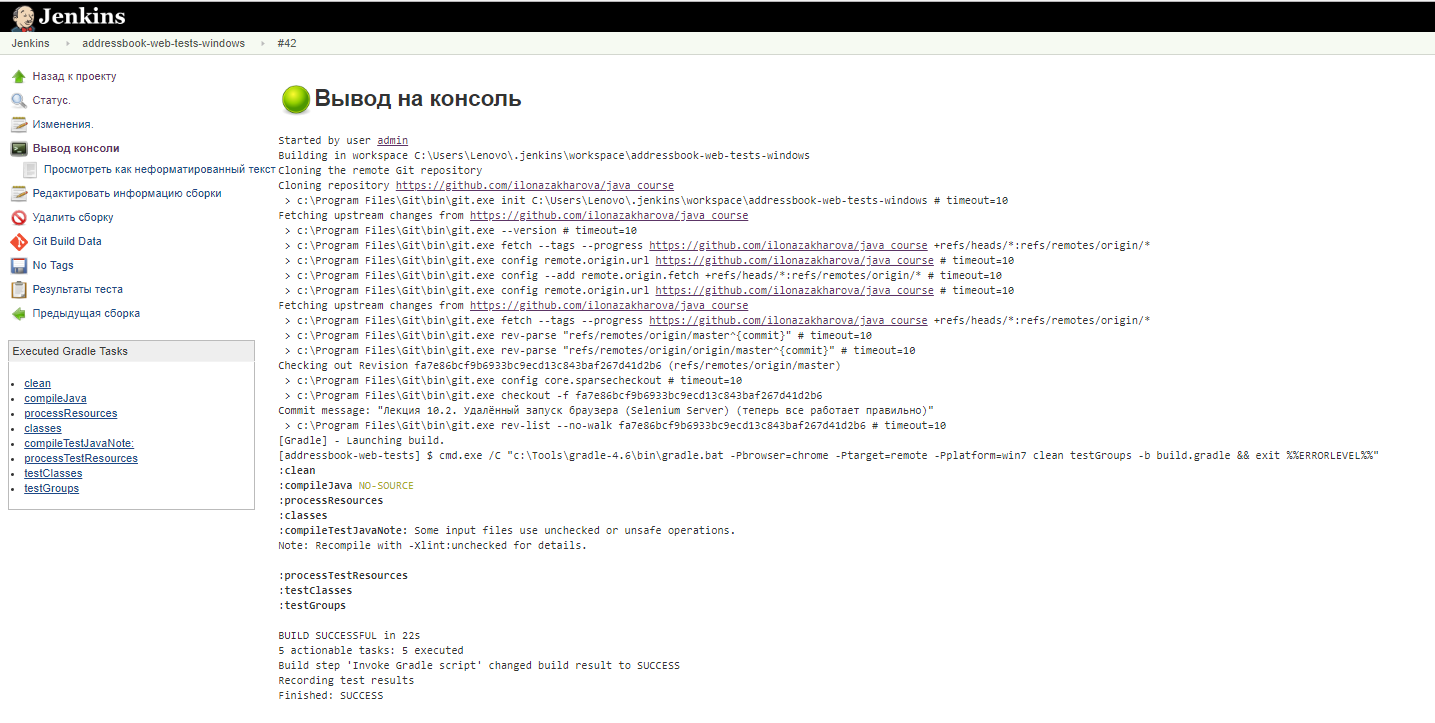 Jenkins
Jenkins addressbook-web-tests-windows #42
Назад к проекту
Статус.
Изменения.
Вывод консоли
Просмотреть как неформатированный текст
Редактировать информацию сборки
Удалить сборку
Git Build Data
No Tags
Результаты теста
Предыдущая сборка
Executed Gradle Tasks
clean
compileJava
processResources
classes
compileTestJavaNote:
processTestResources
testClasses
testGroups
Вывод на консоль
Started by user admin
Building in workspace C:\Users\Lenovo\.jenkins\workspace\addressbook-web-tests-windows
Cloning the remote Git repository
Cloning repository https://github.com/ilonazakharova/java_course
> c:\Program Files\Git\bin\git.exe init C:\Users\Lenovo\.jenkins\workspace\addressbook-web-tests-windows # timeout=10
Fetching upstream changes from https://github.com/ilonazakharova/java_course
> c:\Program Files\Git\bin\git.exe --version # timeout=10
> c:\Program Files\Git\bin\git.exe fetch --tags --progress https://github.com/ilonazakharova/java_course +refs/heads/*:refs/remotes/origin/*
> c:\Program Files\Git\bin\git.exe config remote.origin.url https://github.com/ilonazakharova/java_course # timeout=10
> c:\Program Files\Git\bin\git.exe config --add remote.origin.fetch +refs/heads/*:refs/remotes/origin/* # timeout=10
> c:\Program Files\Git\bin\git.exe config remote.origin.url https://github.com/ilonazakharova/java_course # timeout=10
Fetching upstream changes from https://github.com/ilonazakharova/java_course
> c:\Program Files\Git\bin\git.exe fetch --tags --progress https://github.com/ilonazakharova/java_course +refs/heads/*:refs/remotes/origin/*
> c:\Program Files\Git\bin\git.exe rev-parse "refs/remotes/origin/master^{commit}" # timeout=10
> c:\Program Files\Git\bin\git.exe rev-parse "refs/remotes/origin/origin/master^{commit}" # timeout=10
Checking out Revision fa7e86bcf9b6933bc9ecd13c843baf267d41d2b6 (refs/remotes/origin/master)
> c:\Program Files\Git\bin\git.exe config core.sparsecheckout # timeout=10
> c:\Program Files\Git\bin\git.exe checkout -f fa7e86bcf9b6933bc9ecd13c843baf267d41d2b6
Commit message: "Лекция 10.2. Удалённый запуск браузера (Selenium Server) (теперь все работает правильно)"
> c:\Program Files\Git\bin\git.exe rev-list --no-walk fa7e86bcf9b6933bc9ecd13c843baf267d41d2b6 # timeout=10
[Gradle] - Launching build.
[addressbook-web-tests] $ cmd.exe /C "c:\Tools\gradle-4.6\bin\gradle.bat -Pbrowser=chrome -Ptarget=remote -Pplatform=win7 clean testGroups -b build.gradle && exit %%ERRORLEVEL%%"
:clean
:compileJava NO-SOURCE
:processResources
:classes
:compileTestJavaNote: Some input files use unchecked or unsafe operations.
Note: Recompile with -Xlint:unchecked for details.
:processTestResources
:testClasses
:testGroups
BUILD SUCCESSFUL in 22s
5 actionable tasks: 5 executed
Build step 'Invoke Gradle script' changed build result to SUCCESS
Recording test results
Finished: SUCCESS